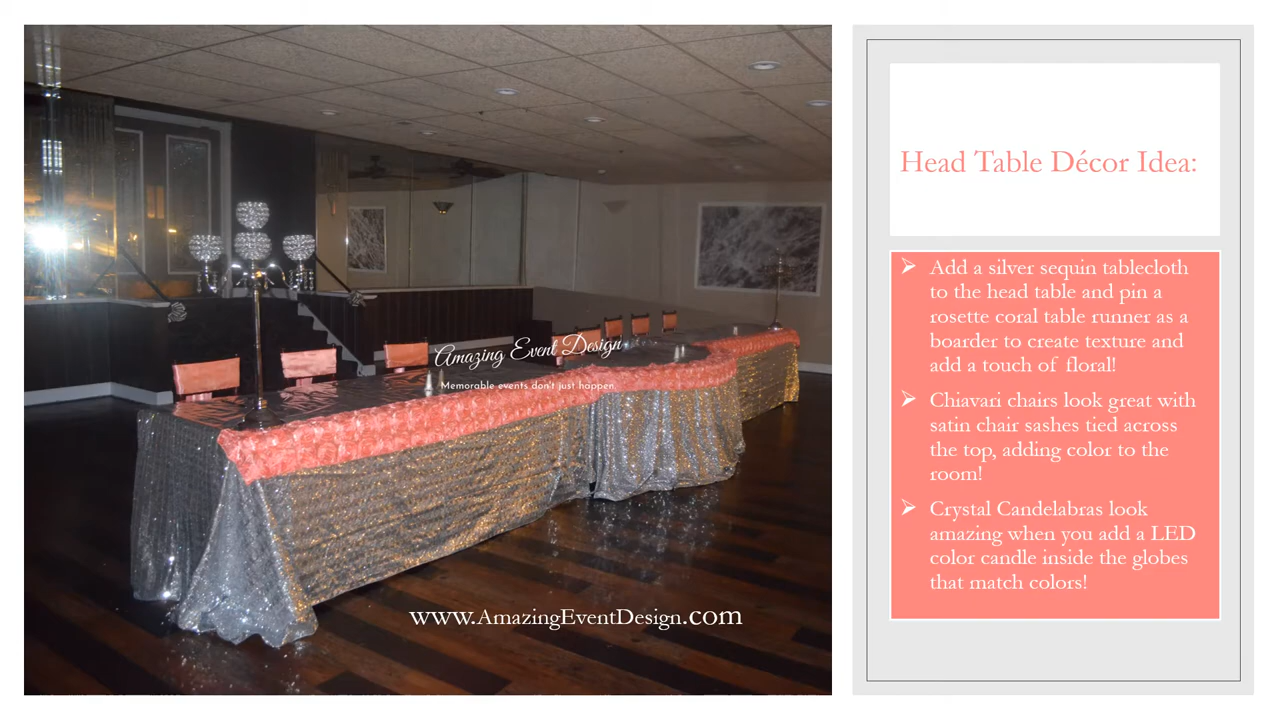 Amazing Event Design
Memorable events don't just happen.
www.AmazingEventDesign.com
Head Table Décor Idea:
➢ Add a silver sequin tablecloth
to the head table and pin a
rosette coral table runner as a
boarder to create texture and
add a touch of floral!
➢ Chiavari chairs look great with
satin chair sashes tied across
the top, adding color to the
room!
➢ Crystal Candelabras look
amazing when you add a LED
color candle inside the globes
that match colors!